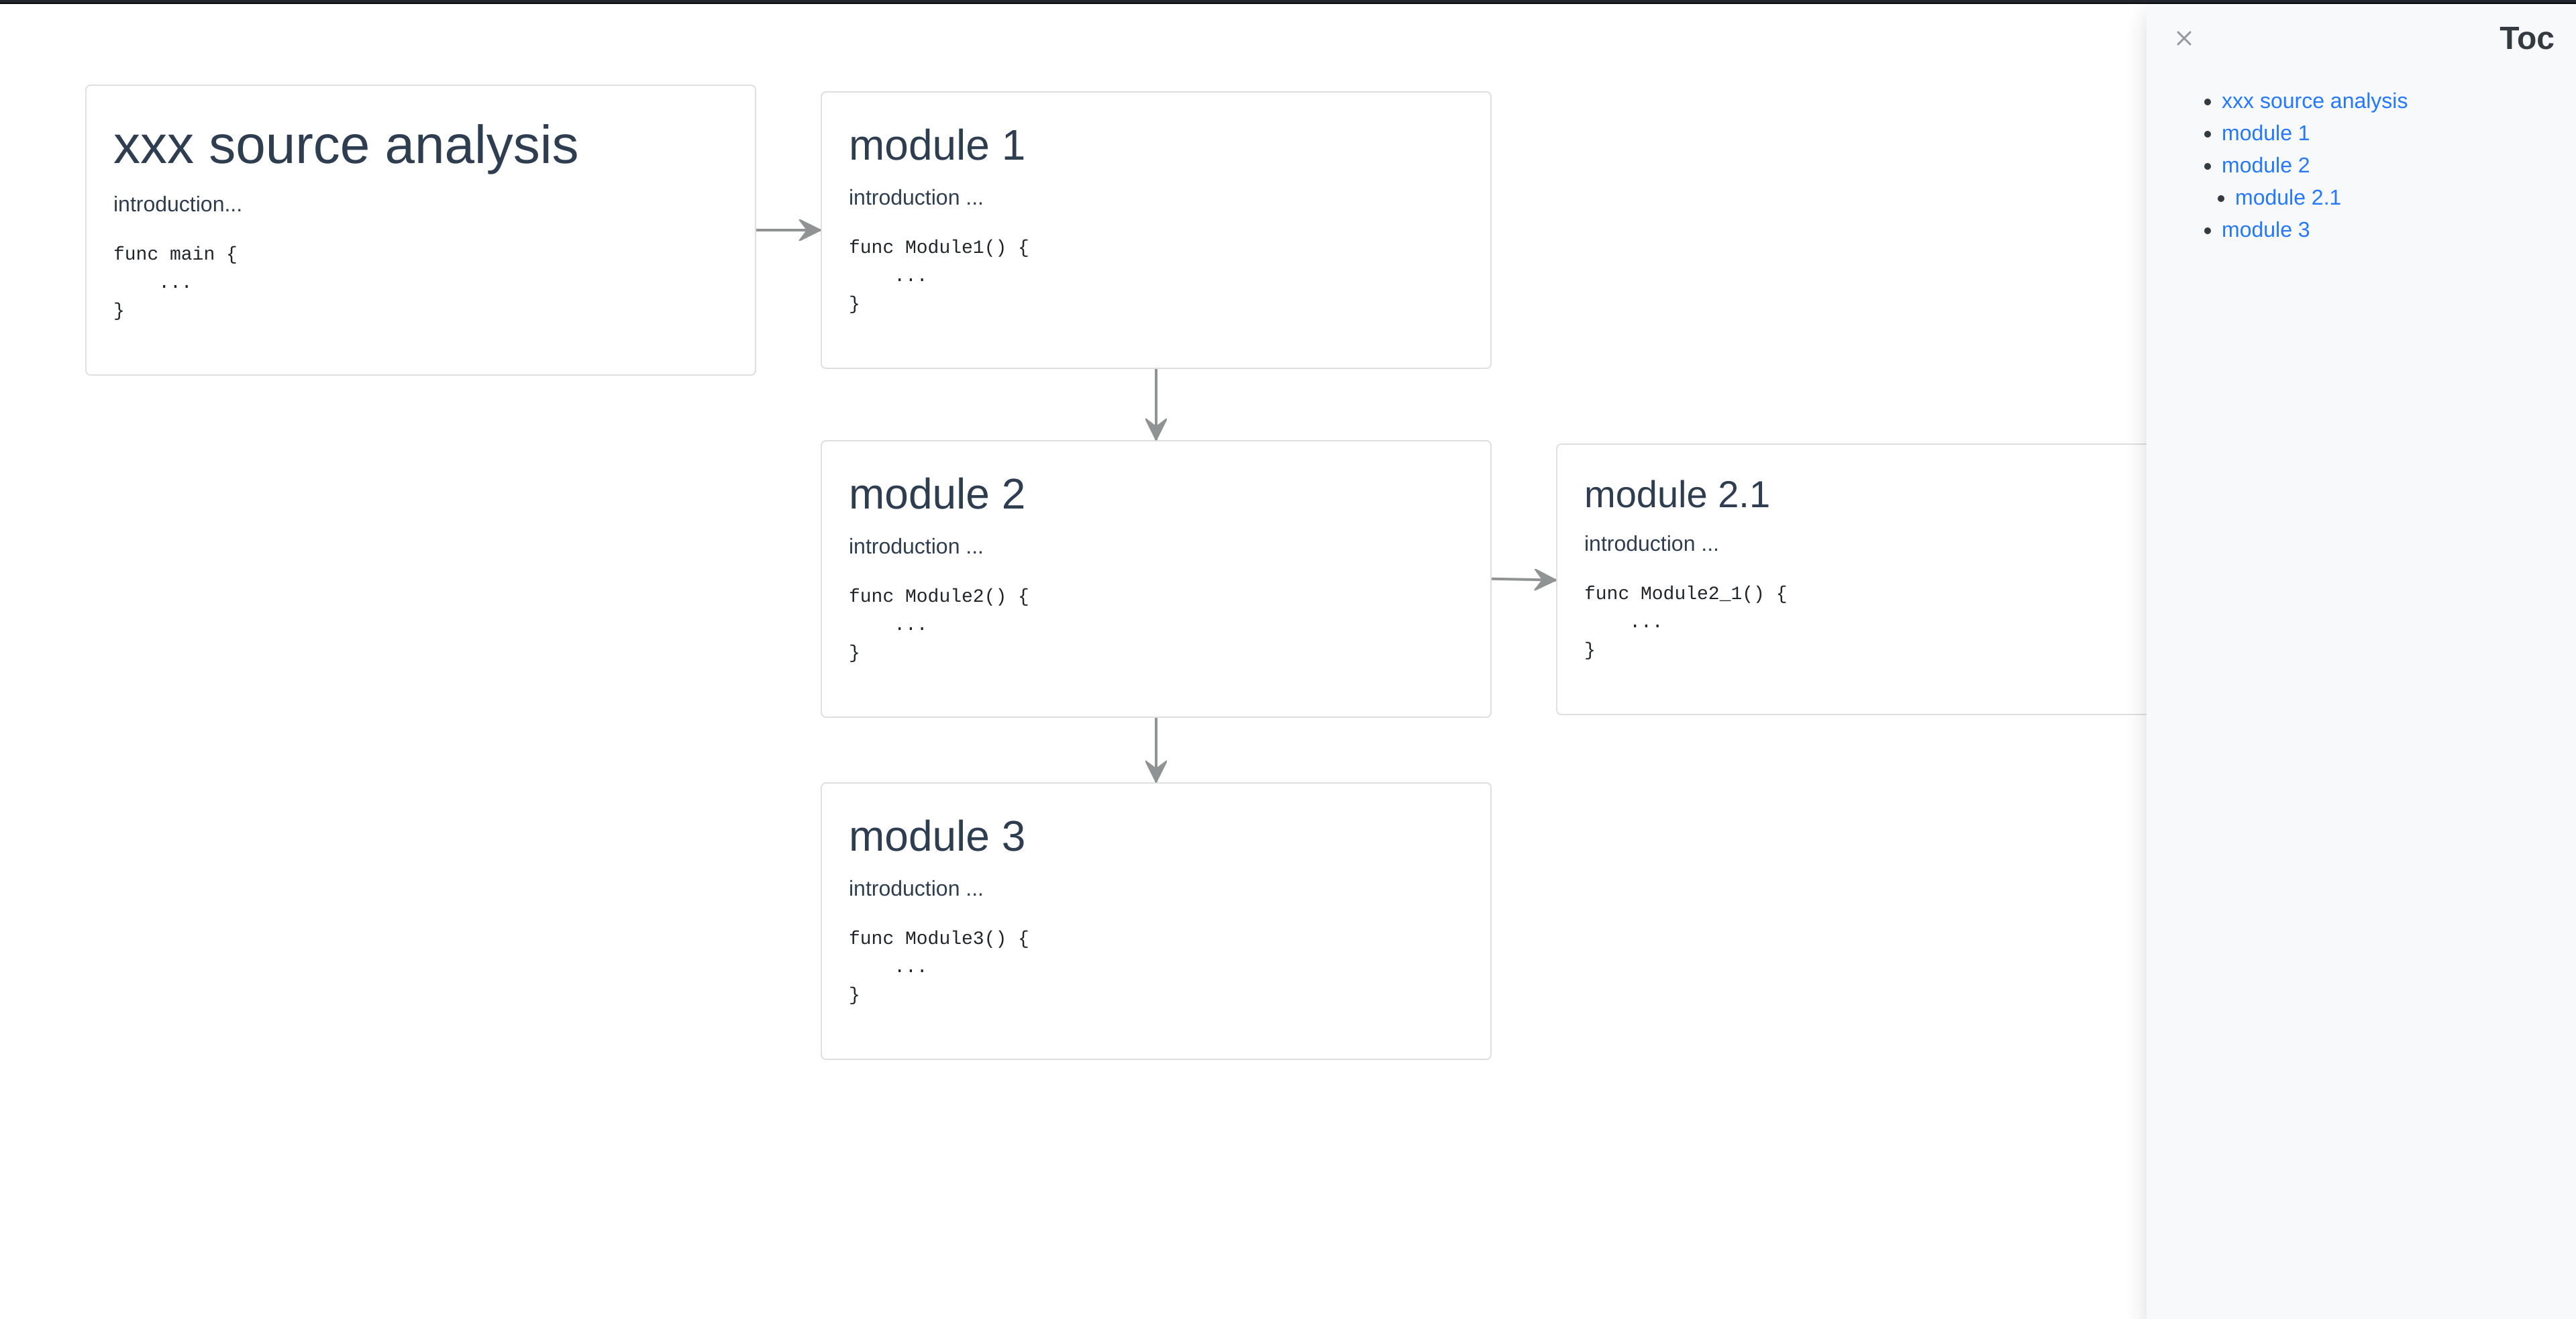 xxx source analysis
introduction...
func main {
    ...
}
module 1
introduction ...
func Module1() {
    ...
}
module 2
introduction ...
func Module2() {
    ...
}
module 2.1
introduction ...
func Module2_1() {
    ...
}
module 3
introduction ...
func Module3() {
    ...
}
Toc
xxx source analysis
module 1
module 2
module 2.1
module 3